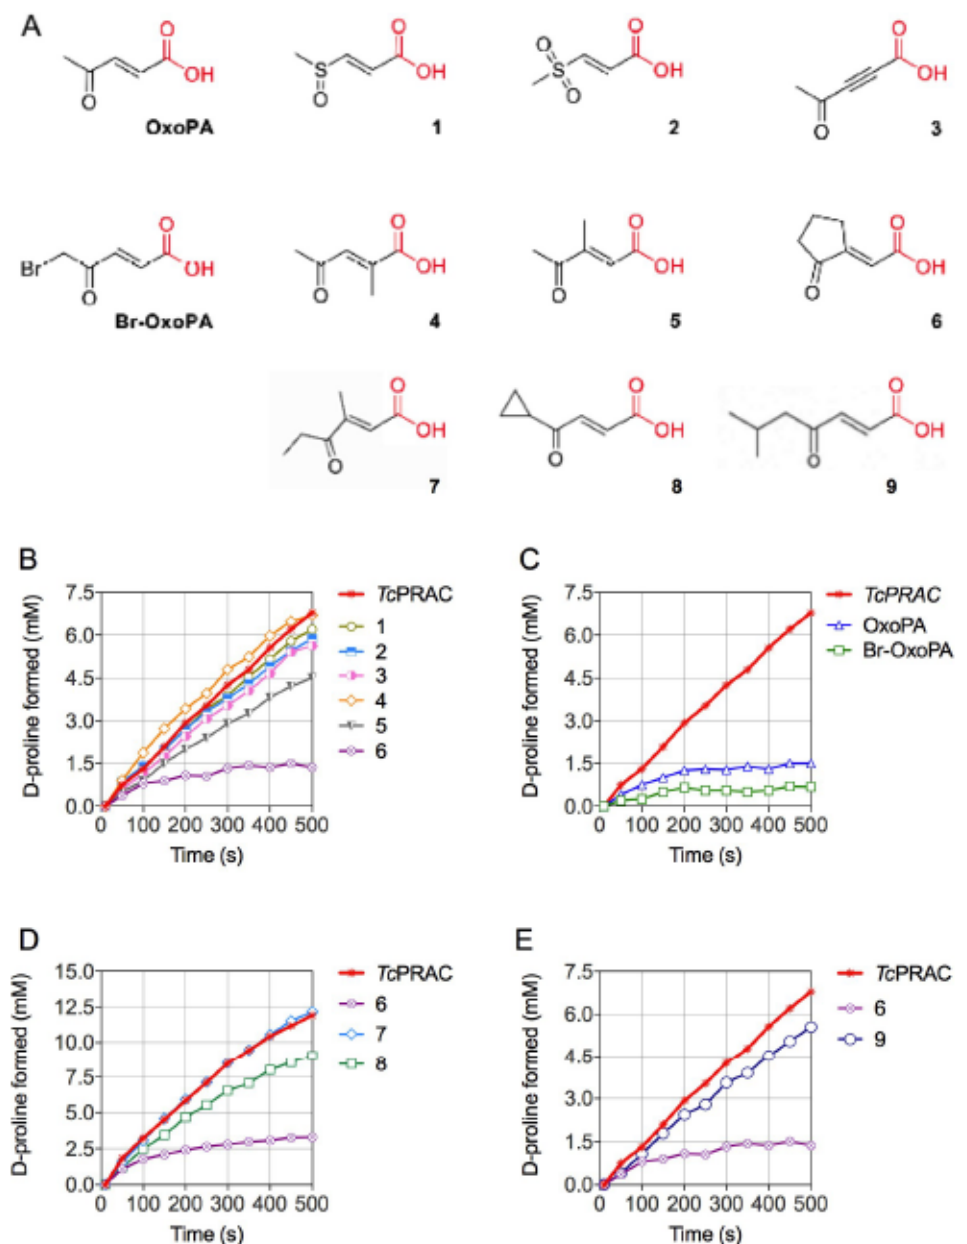 A
O
OH
O
OxoPA
O
S
OH
O
1
O
O
S
OH
O
2
O
OH
O
3
O
Br
OH
O
Br-OxoPA
O
OH
O
4
O
OH
O
5
O
OH
O
6
O
OH
O
7
O
OH
O
8
O
OH
O
9
B
D-proline formed (mM)
7.5
6.0
4.5
3.0
1.5
0.0
0 100 200 300 400 500
Time (s)
TcPRAC
1
2
3
4
5
6
C
D-proline formed (mM)
7.5
6.0
4.5
3.0
1.5
0.0
0 100 200 300 400 500
Time (s)
TcPRAC
OxoPA
Br-OxoPA
D
D-proline formed (mM)
15.0
12.5
10.0
7.5
5.0
2.5
0.0
0 100 200 300 400 500
Time (s)
TcPRAC
6
7
8
E
D-proline formed (mM)
7.5
6.0
4.5
3.0
1.5
0.0
0 100 200 300 400 500
Time (s)
TcPRAC
6
9